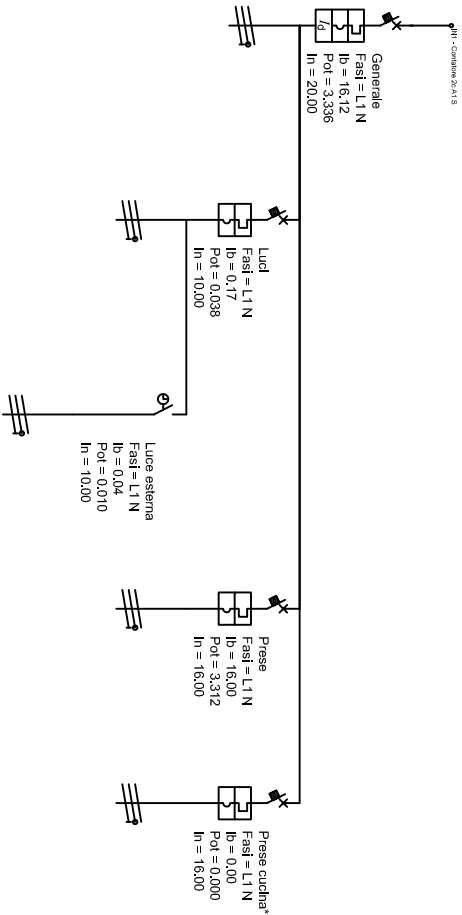 JN1 - Contatore 2c A1 S
Id
Generale
Fasi = L1 N
Ib = 16.12
Pot = 3.336
In = 20.00
Luci
Fasi = L1 N
Ib = 0.17
Pot = 0.038
In = 10.00
Luce esterna
Fasi = L1 N
Ib = 0.04
Pot = 0.010
In = 10.00
Prese
Fasi = L1 N
Ib = 16.00
Pot = 3.312
In = 16.00
Prese cucina*
Fasi = L1 N
Ib = 0.00
Pot = 0.000
In = 16.00